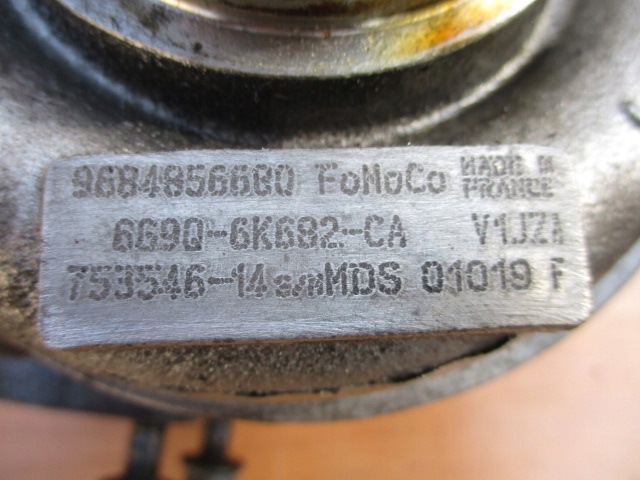 9684856680 FoMoCo MADE IN FRANCE
6G9Q-6K682-CA V1JZA
753546-14 S/N MDS 01019 F